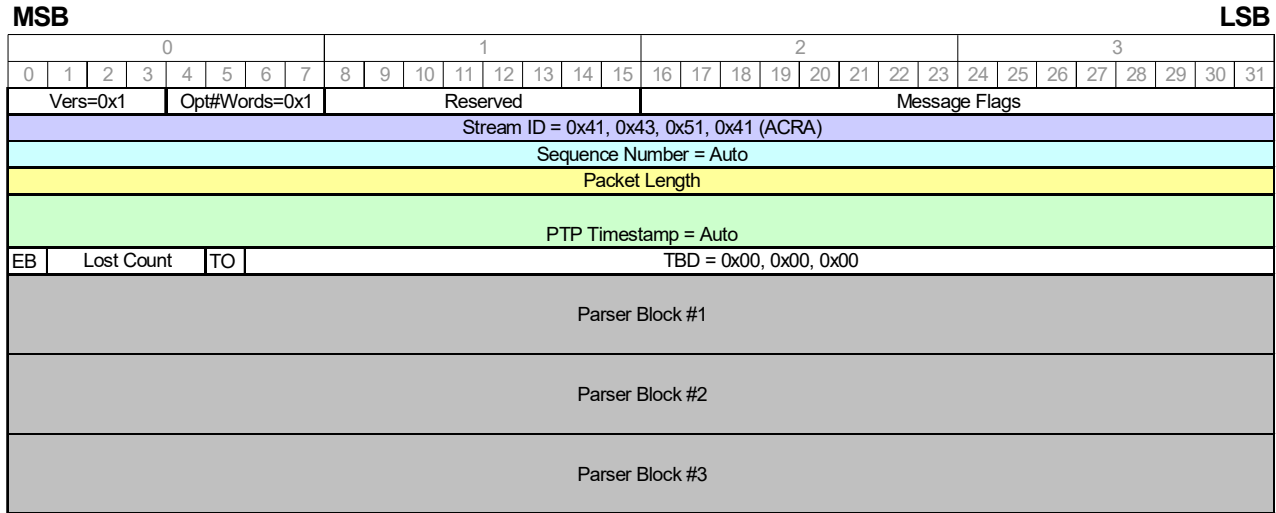 MSB LSB
0 1 2 3
0 1 2 3 4 5 6 7 8 9 10 11 12 13 14 15 16 17 18 19 20 21 22 23 24 25 26 27 28 29 30 31
Vers=0x1 Opt#Words=0x1 Reserved Message Flags
Stream ID = 0x41, 0x43, 0x51, 0x41 (ACRA)
Sequence Number = Auto
Packet Length
PTP Timestamp = Auto
EB Lost Count TO TBD = 0x00, 0x00, 0x00
Parser Block #1
Parser Block #2
Parser Block #3